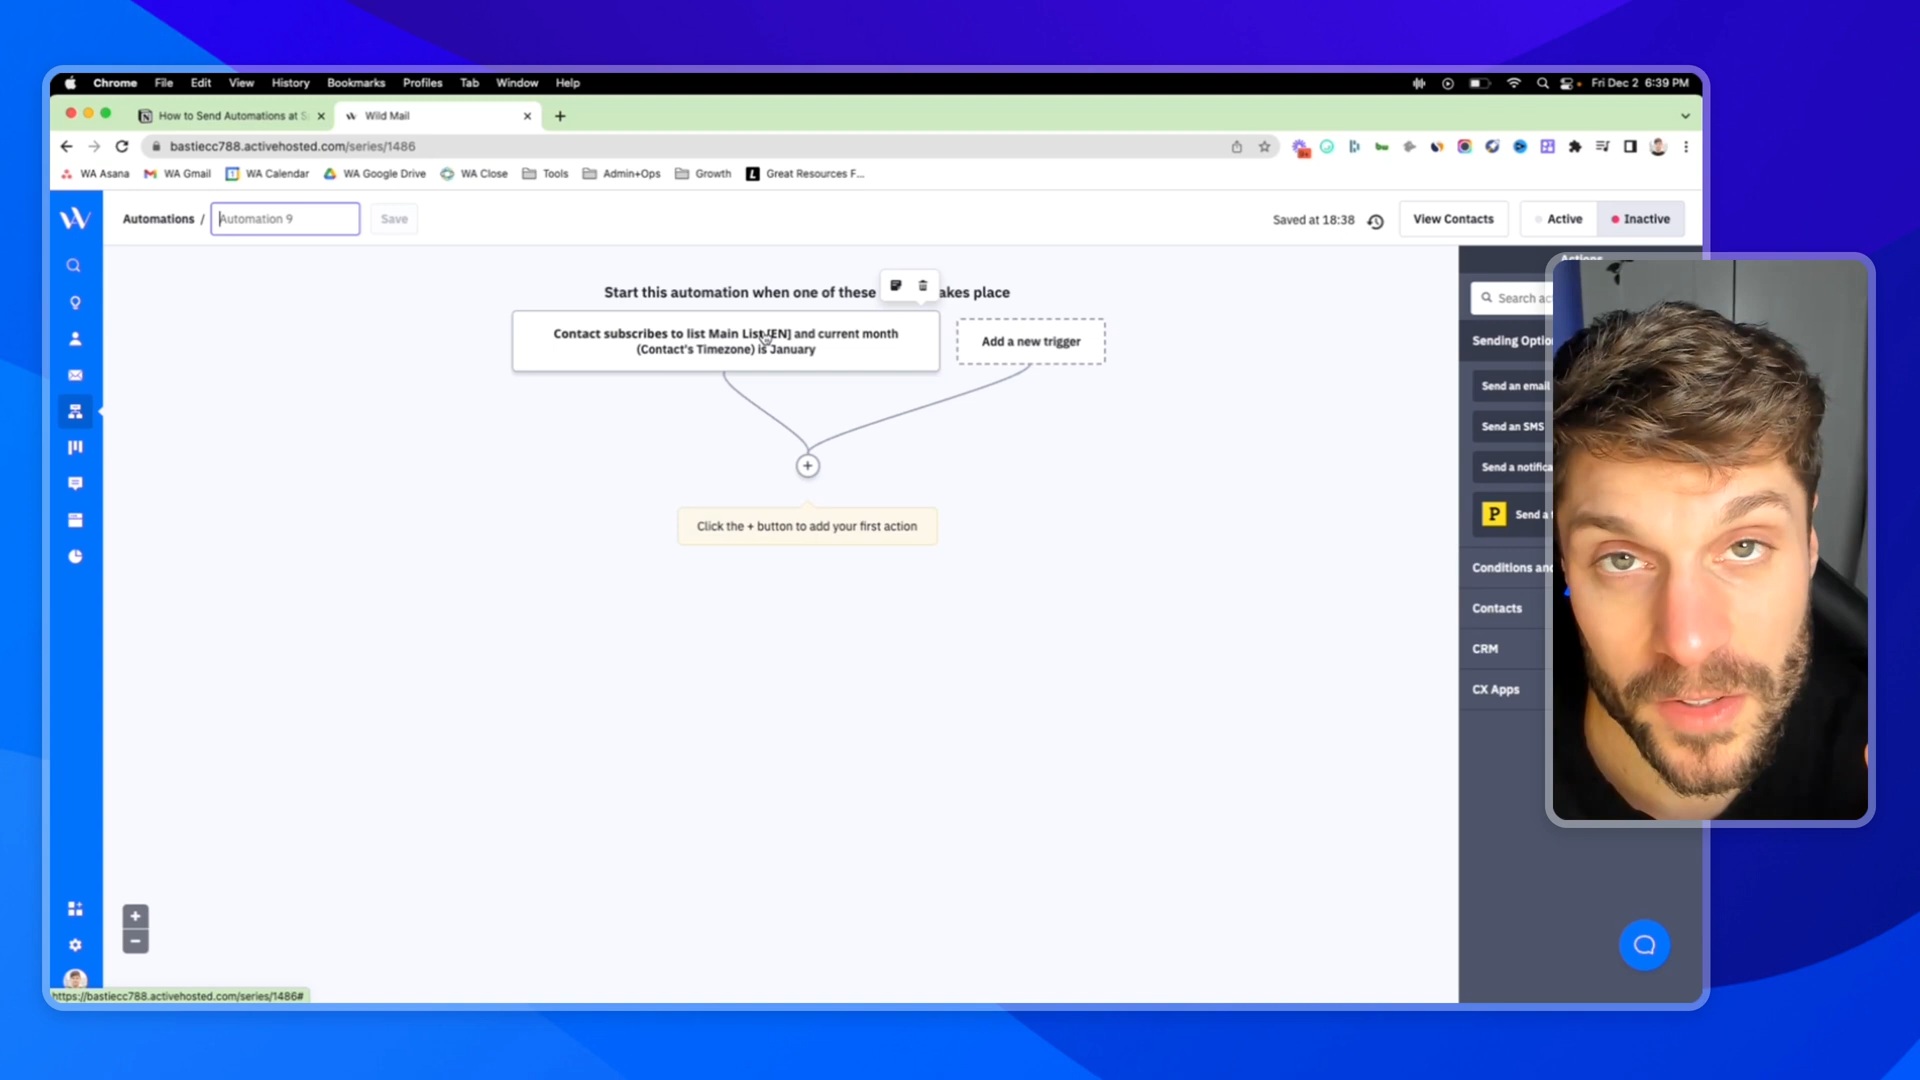 Chrome File Edit View History Bookmarks Profiles Tab Window Help
Fri Dec 2 6:39 PM
How to Send Automations at S
Wild Mail
bastiecc788.activehosted.com/series/1486
WA Asana WA Gmail WA Calendar WA Google Drive WA Close Tools Admin+Ops Growth Great Resources F...
Automations / Automation 9 Save
Saved at 18:38 View Contacts Active Inactive
Actions
Start this automation when one of these akes place
Search ac
Contact subscribes to list Main List [EN] and current month
(Contact's Timezone) is January
Add a new trigger
Sending Optio
Send an email
Send an SMS
Send a notifica
Click the + button to add your first action
P Send a
Conditions and
Contacts
CRM
CX Apps
https://bastiecc788.activehosted.com/series/1486#